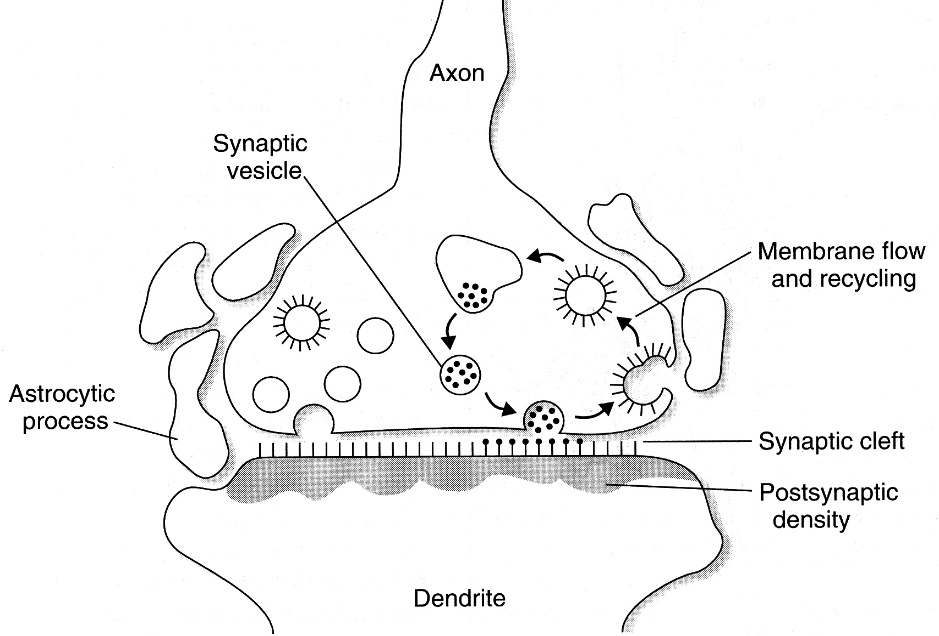 Axon
Synaptic
vesicle
Membrane flow
and recycling
Astrocytic
process
Synaptic cleft
Postsynaptic
density
Dendrite